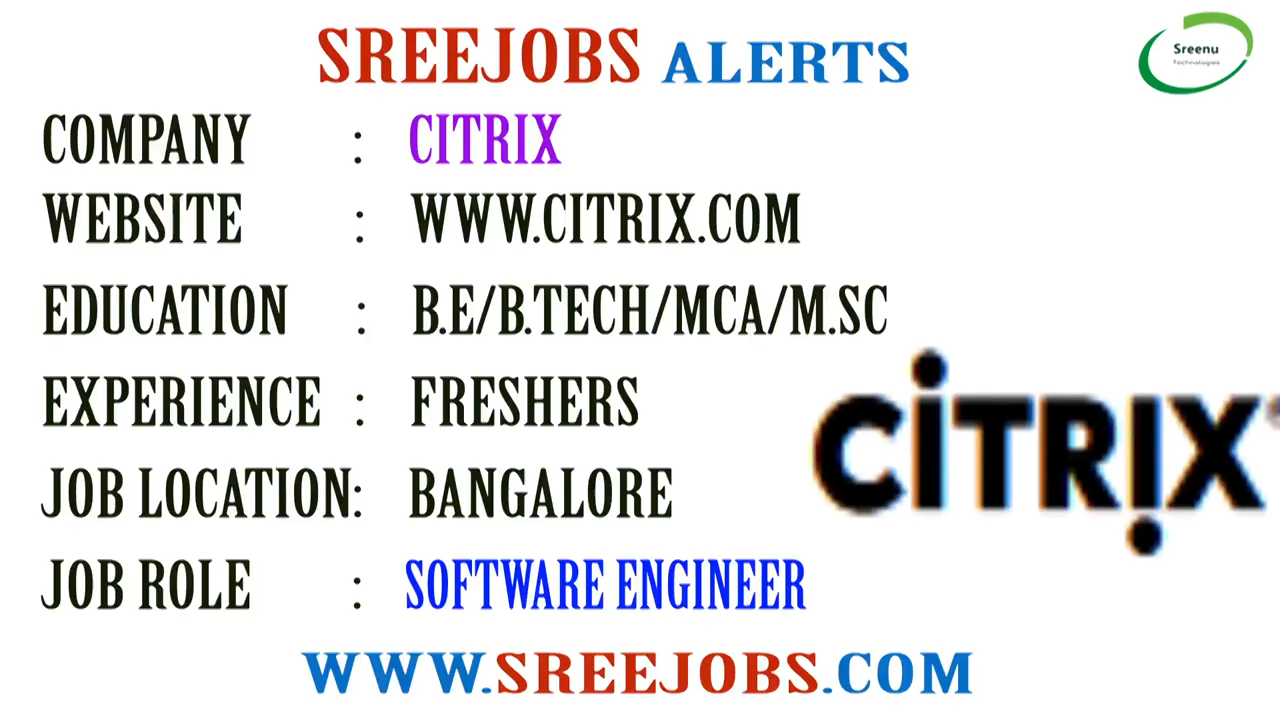 SREEJOBS ALERTS
Sreenu
Technologies
COMPANY : CITRIX
WEBSITE : WWW.CITRIX.COM
EDUCATION : B.E/B.TECH/MCA/M.SC
EXPERIENCE : FRESHERS
CiTRIX
JOB LOCATION: BANGALORE
JOB ROLE : SOFTWARE ENGINEER
WWW.SREEJOBS.COM